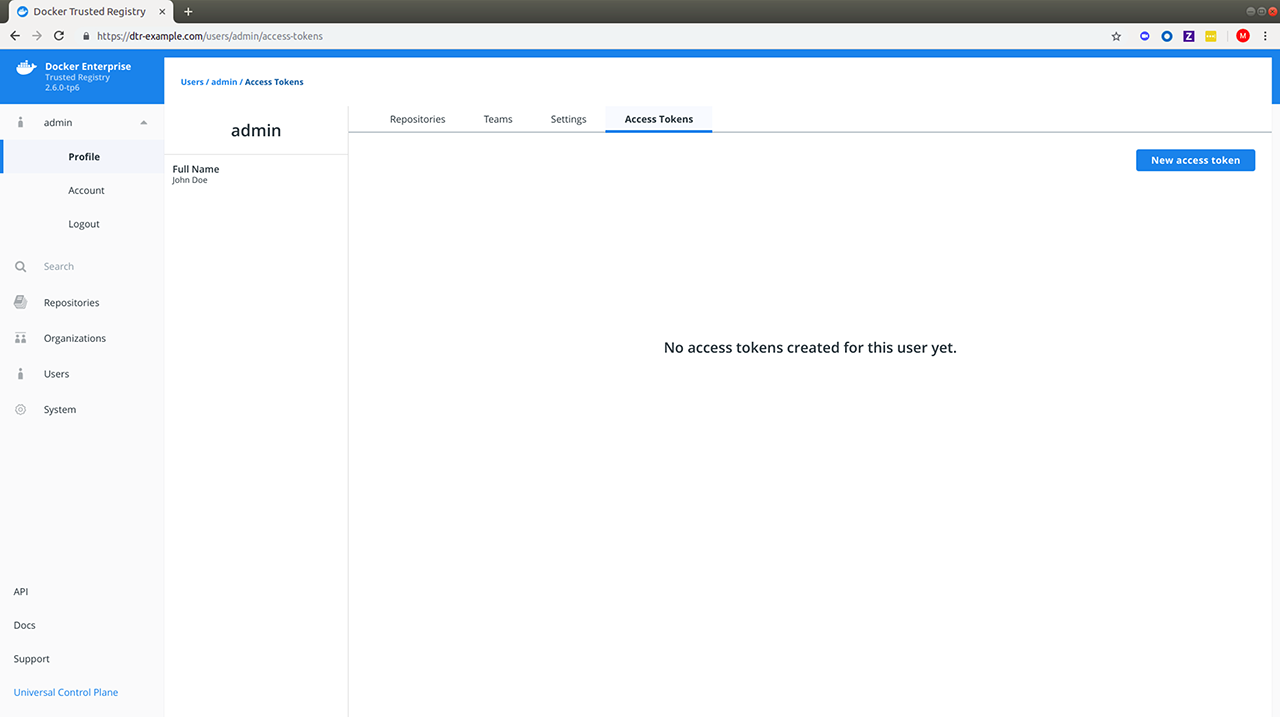 Docker Trusted Registry
https://dtr-example.com/users/admin/access-tokens
Z
M
Docker Enterprise
Trusted Registry
2.6.0-tp6
admin
Profile
Account
Logout
Search
Repositories
Organizations
Users
System
API
Docs
Support
Universal Control Plane
Users / admin / Access Tokens
admin
Full Name
John Doe
Repositories Teams Settings Access Tokens
New access token
No access tokens created for this user yet.